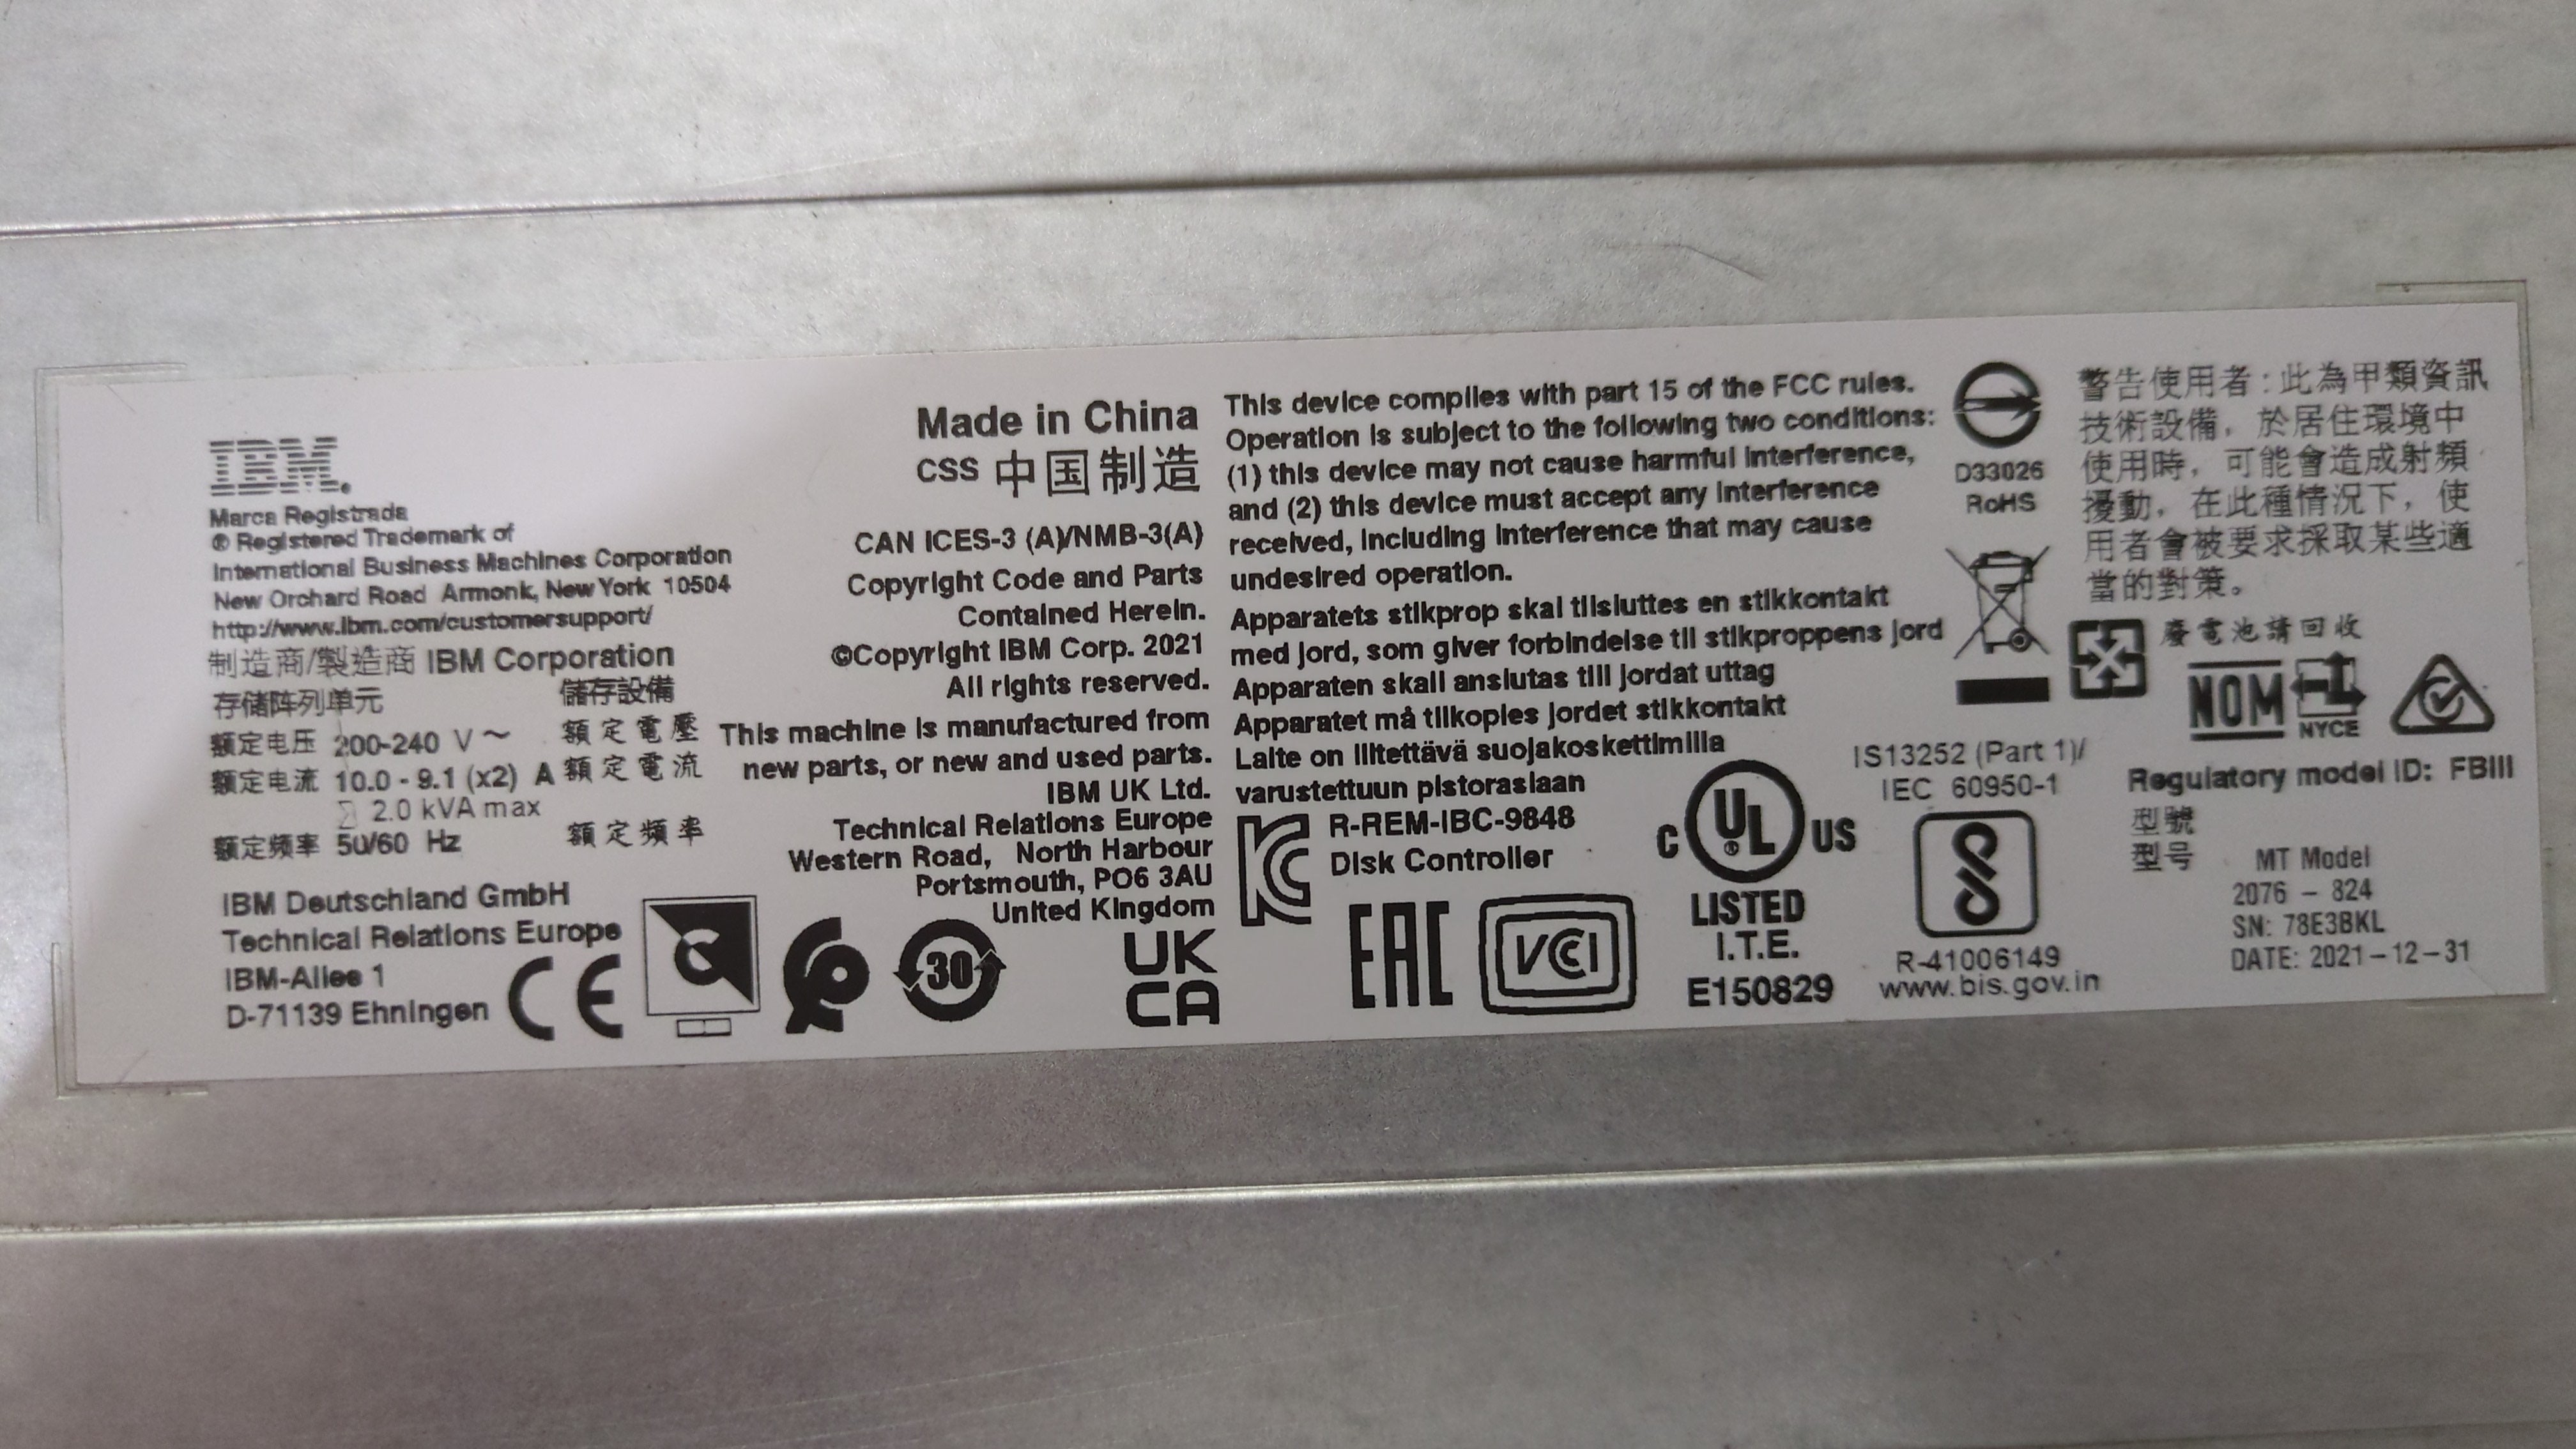 IBM.
Marca Registrada
® Registered Trademark of
International Business Machines Corporation
New Orchard Road Armonk, New York 10504
http://www.ibm.com/customersupport/
制造商/製造商 IBM Corporation
存储阵列单元 儲存設備
额定电压 200-240 V ~ 額定電壓
额定电流 10.0 - 9.1 (x2) A 額定電流
∑ 2.0 kVA max
额定频率 50/60 Hz 額定頻率
IBM Deutschland GmbH
Technical Relations Europe
IBM-Allee 1
D-71139 Ehningen
CE
C
30
Made in China
CSS 中国制造
CAN ICES-3 (A)/NMB-3(A)
Copyright Code and Parts
Contained Herein.
©Copyright IBM Corp. 2021
All rights reserved.
This machine is manufactured from
new parts, or new and used parts.
IBM UK Ltd.
Technical Relations Europe
Western Road, North Harbour
Portsmouth, PO6 3AU
United Kingdom
UK
CA
This device complies with part 15 of the FCC rules.
Operation is subject to the following two conditions:
(1) this device may not cause harmful interference,
and (2) this device must accept any interference
received, including interference that may cause
undesired operation.
Apparatets stikprop skal tilsluttes en stikkontakt
med jord, som giver forbindelse til stikproppens jord
Apparaten skall anslutas till jordat uttag
Apparatet må tilkoples jordet stikkontakt
Laite on liitettävä suojakoskettimilla
varustettuun pistorasiaan
KC
R-REM-IBC-9848
Disk Controller
EAC
VCCI
C UL ® US
LISTED
I.T.E.
E150829
D33026
RoHS
IS13252 (Part 1)/
IEC 60950-1
R-41006149
www.bis.gov.in
警告使用者:此為甲類資訊
技術設備，於居住環境中
使用時，可能會造成射頻
擾動，在此種情況下，使
用者會被要求採取某些適
當的對策。
廢電池請回收
NOM
NYCE
Regulatory model ID: FBIII
型號
型号
MT Model
2076 – 824
SN: 78E3BKL
DATE: 2021–12–31